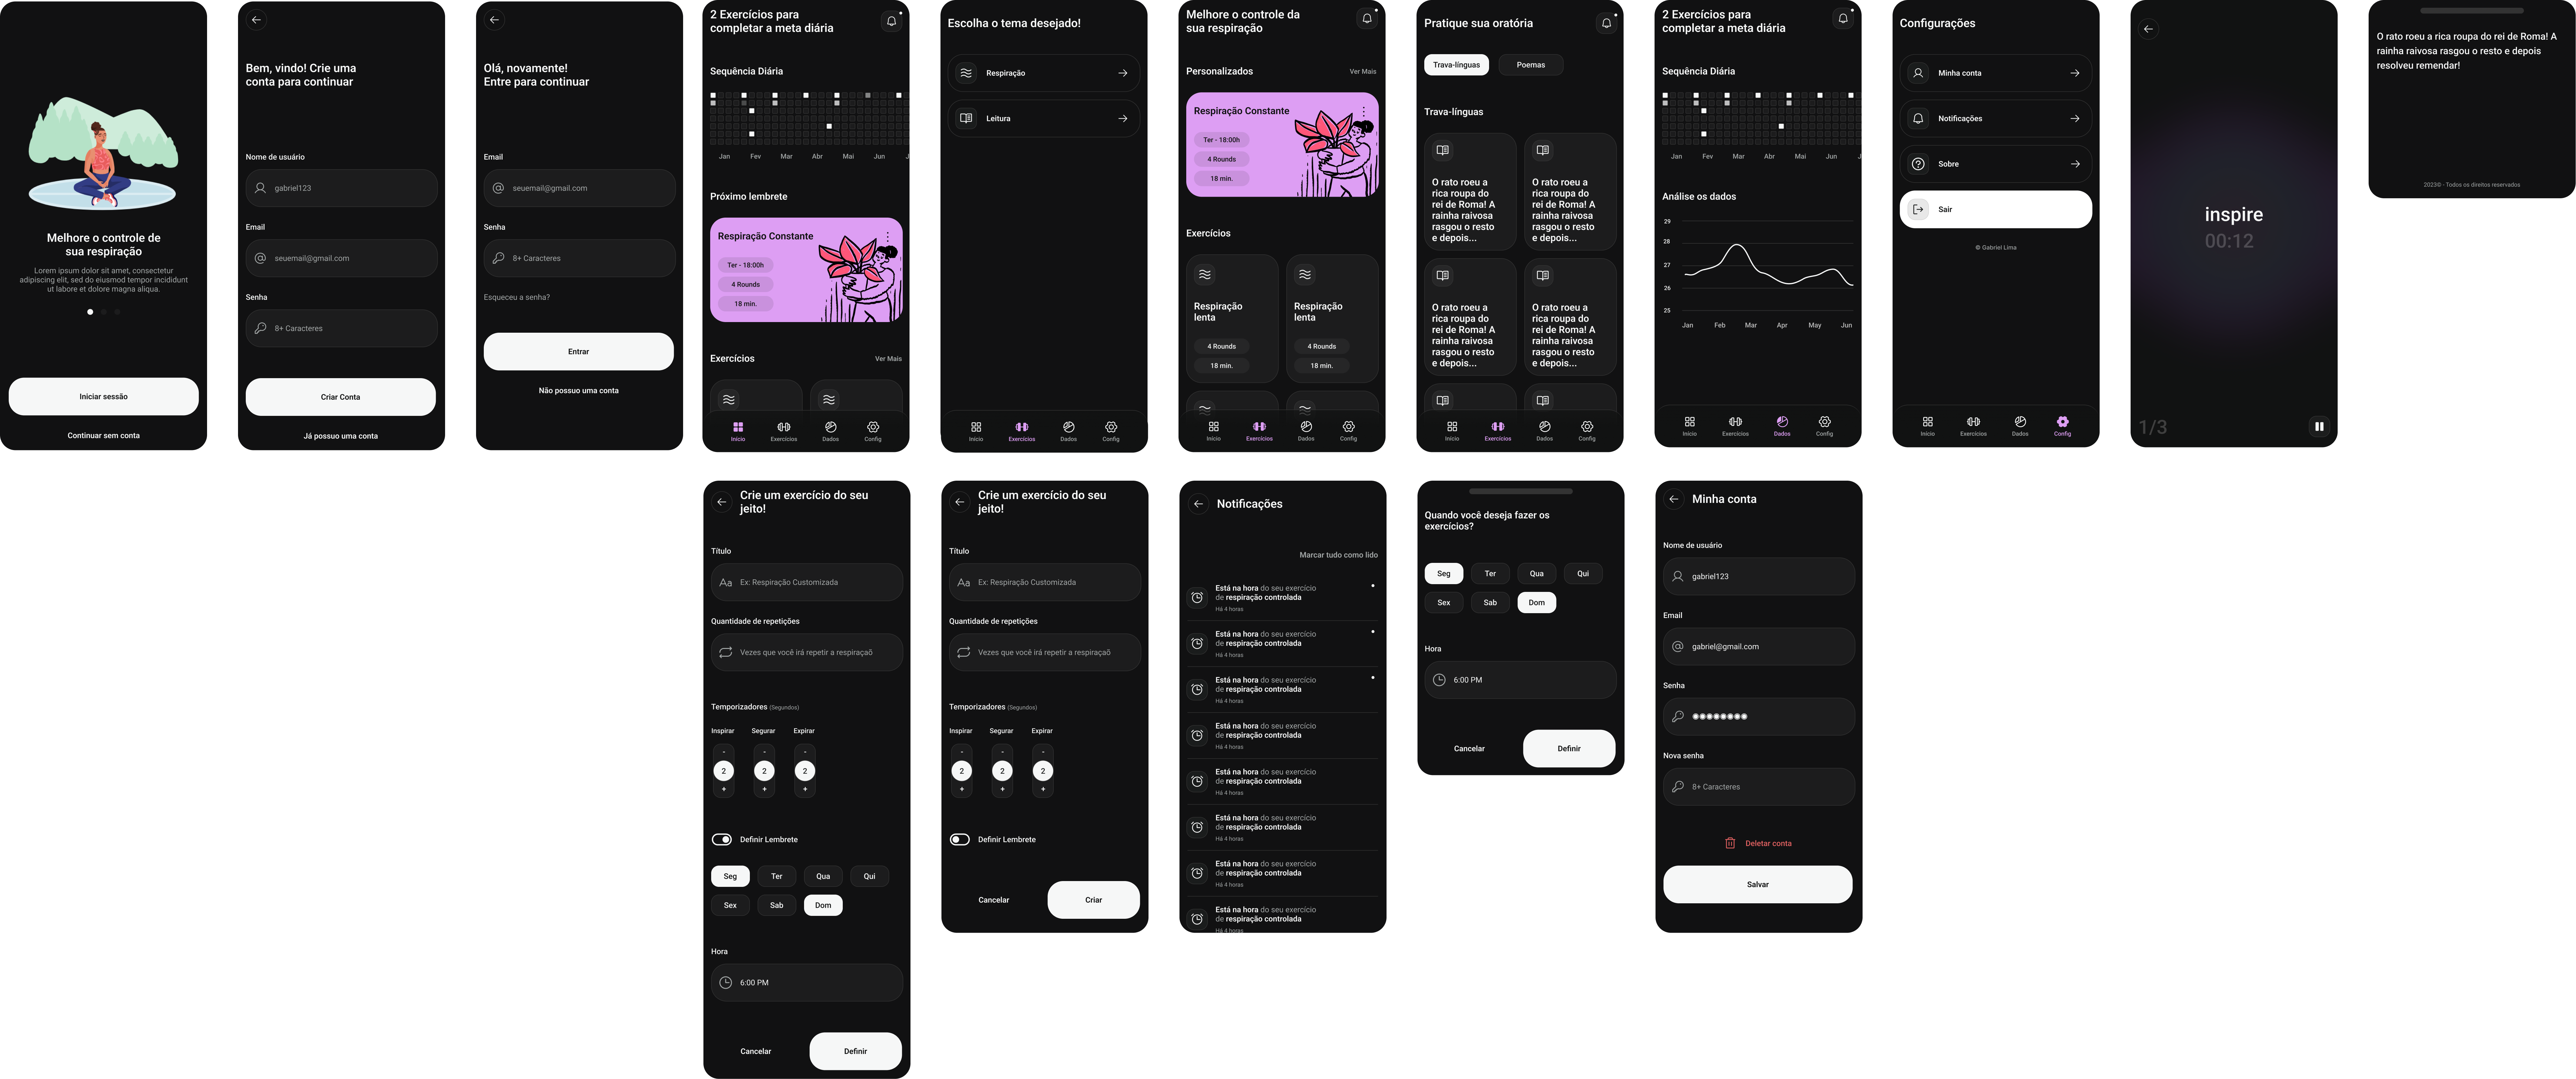 Melhore o controle de
sua respiração
Lorem ipsum dolor sit amet, consectetur
adipiscing elit, sed do eiusmod tempor incididunt
ut labore et dolore magna aliqua.
Iniciar sessão
Continuar sem conta
Bem, vindo! Crie uma
conta para continuar
Nome de usuário
gabriel123
Email
seuemail@gmail.com
Senha
8+ Caracteres
Criar Conta
Já possuo uma conta
Olá, novamente!
Entre para continuar
Email
seuemail@gmail.com
Senha
8+ Caracteres
Esqueceu a senha?
Entrar
Não possuo uma conta
2 Exercícios para
completar a meta diária
Sequência Diária
Jan Fev Mar Abr Mai Jun J
Próximo lembrete
Respiração Constante
Ter - 18:00h
4 Rounds
18 min.
Exercícios Ver Mais
Início Exercícios Dados Config
Escolha o tema desejado!
Respiração
Leitura
Início Exercícios Dados Config
Melhore o controle da
sua respiração
Personalizados Ver Mais
Respiração Constante
Ter - 18:00h
4 Rounds
18 min.
Exercícios
Respiração
lenta
4 Rounds
18 min.
Respiração
lenta
4 Rounds
18 min.
Início Exercícios Dados Config
Pratique sua oratória
Trava-línguas Poemas
Trava-línguas
O rato roeu a
rica roupa do
rei de Roma! A
rainha raivosa
rasgou o resto
e depois...
O rato roeu a
rica roupa do
rei de Roma! A
rainha raivosa
rasgou o resto
e depois...
O rato roeu a
rica roupa do
rei de Roma! A
rainha raivosa
rasgou o resto
e depois...
O rato roeu a
rica roupa do
rei de Roma! A
rainha raivosa
rasgou o resto
e depois...
Início Exercícios Dados Config
2 Exercícios para
completar a meta diária
Sequência Diária
Jan Fev Mar Abr Mai Jun J
Análise os dados
29
28
27
26
25
Jan Feb Mar Apr May Jun
Início Exercícios Dados Config
Configurações
Minha conta
Notificações
Sobre
Sair
© Gabriel Lima
Início Exercícios Dados Config
inspire
00:12
1/3
O rato roeu a rica roupa do rei de Roma! A
rainha raivosa rasgou o resto e depois
resolveu remendar!
2023© - Todos os direitos reservados
Crie um exercício do seu
jeito!
Título
Aa Ex: Respiração Customizada
Quantidade de repetições
Vezes que você irá repetir a respiraçaõ
Temporizadores (Segundos)
Inspirar Segurar Expirar
- - -
2 2 2
+ + +
Definir Lembrete
Seg Ter Qua Qui
Sex Sab Dom
Hora
6:00 PM
Cancelar Definir
Crie um exercício do seu
jeito!
Título
Aa Ex: Respiração Customizada
Quantidade de repetições
Vezes que você irá repetir a respiraçaõ
Temporizadores (Segundos)
Inspirar Segurar Expirar
- - -
2 2 2
+ + +
Definir Lembrete
Cancelar Criar
Notificações
Marcar tudo como lido
Está na hora do seu exercício
de respiração controlada
Há 4 horas
Está na hora do seu exercício
de respiração controlada
Há 4 horas
Está na hora do seu exercício
de respiração controlada
Há 4 horas
Está na hora do seu exercício
de respiração controlada
Há 4 horas
Está na hora do seu exercício
de respiração controlada
Há 4 horas
Está na hora do seu exercício
de respiração controlada
Há 4 horas
Está na hora do seu exercício
de respiração controlada
Há 4 horas
Está na hora do seu exercício
de respiração controlada
Há 4 horas
Quando você deseja fazer os
exercícios?
Seg Ter Qua Qui
Sex Sab Dom
Hora
6:00 PM
Cancelar Definir
Minha conta
Nome de usuário
gabriel123
Email
gabriel@gmail.com
Senha
Nova senha
8+ Caracteres
Deletar conta
Salvar